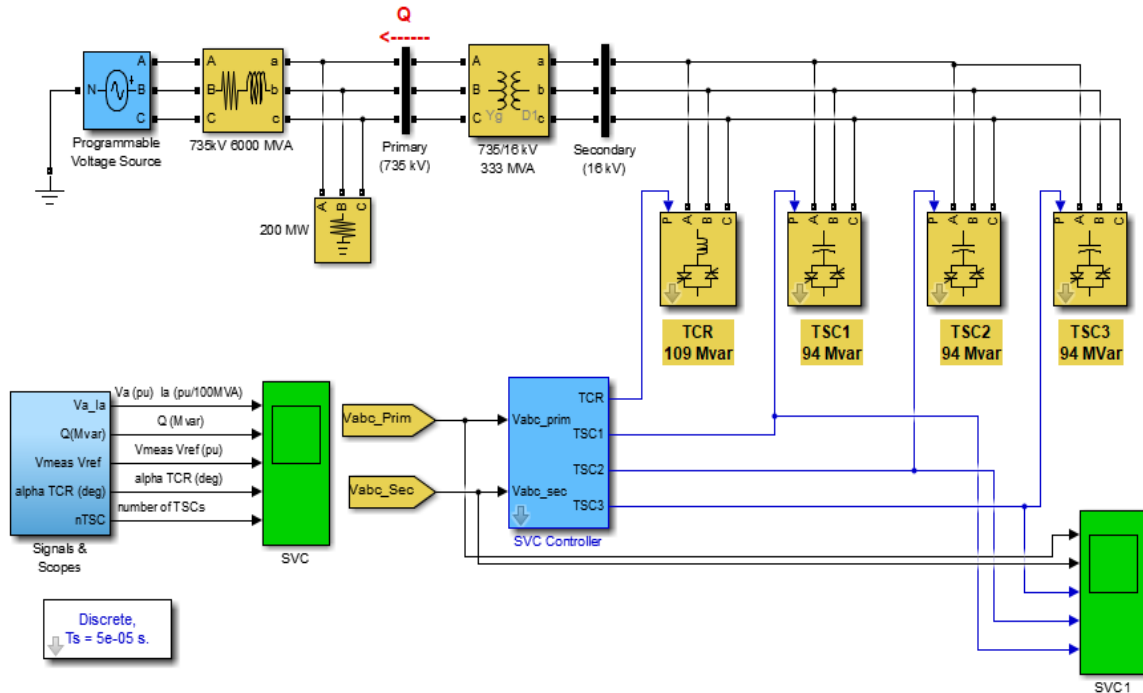 Q
<------
A
B
C
N
A
B
C
a
b
c
A
B
C
a
b
c
Yg
D1
Programmable
Voltage Source
735kV 6000 MVA
Primary
(735 kV)
735/16 kV
333 MVA
Secondary
(16 kV)
A
B
C
200 MW
P
A
B
C
P
A
B
C
P
A
B
C
P
A
B
C
TCR
109 Mvar
TSC1
94 Mvar
TSC2
94 Mvar
TSC3
94 MVar
Va_Ia
Q(Mvar)
Vmeas Vref
alpha TCR (deg)
nTSC
Signals &
Scopes
Va (pu) Ia (pu/100MVA)
Q (Mvar)
Vmeas Vref (pu)
alpha TCR (deg)
number of TSCs
SVC
Vabc_Prim
Vabc_Sec
Vabc_prim
Vabc_sec
TCR
TSC1
TSC2
TSC3
SVC Controller
SVC1
Discrete,
Ts = 5e-05 s.